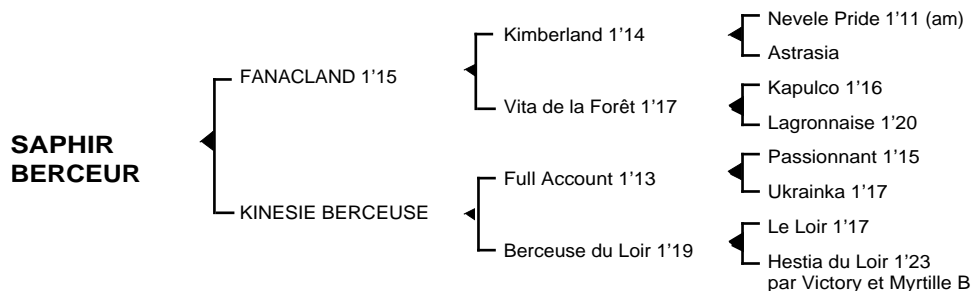 SAPHIR
BERCEUR
FANACLAND 1’15
KINESIE BERCEUSE
Kimberland 1’14
Vita de la Forêt 1’17
Full Account 1’13
Berceuse du Loir 1’19
Nevele Pride 1’11 (am)
Astrasia
Kapulco 1’16
Lagronnaise 1’20
Passionnant 1’15
Ukrainka 1’17
Le Loir 1’17
Hestia du Loir 1’23
par Victory et Myrtille B